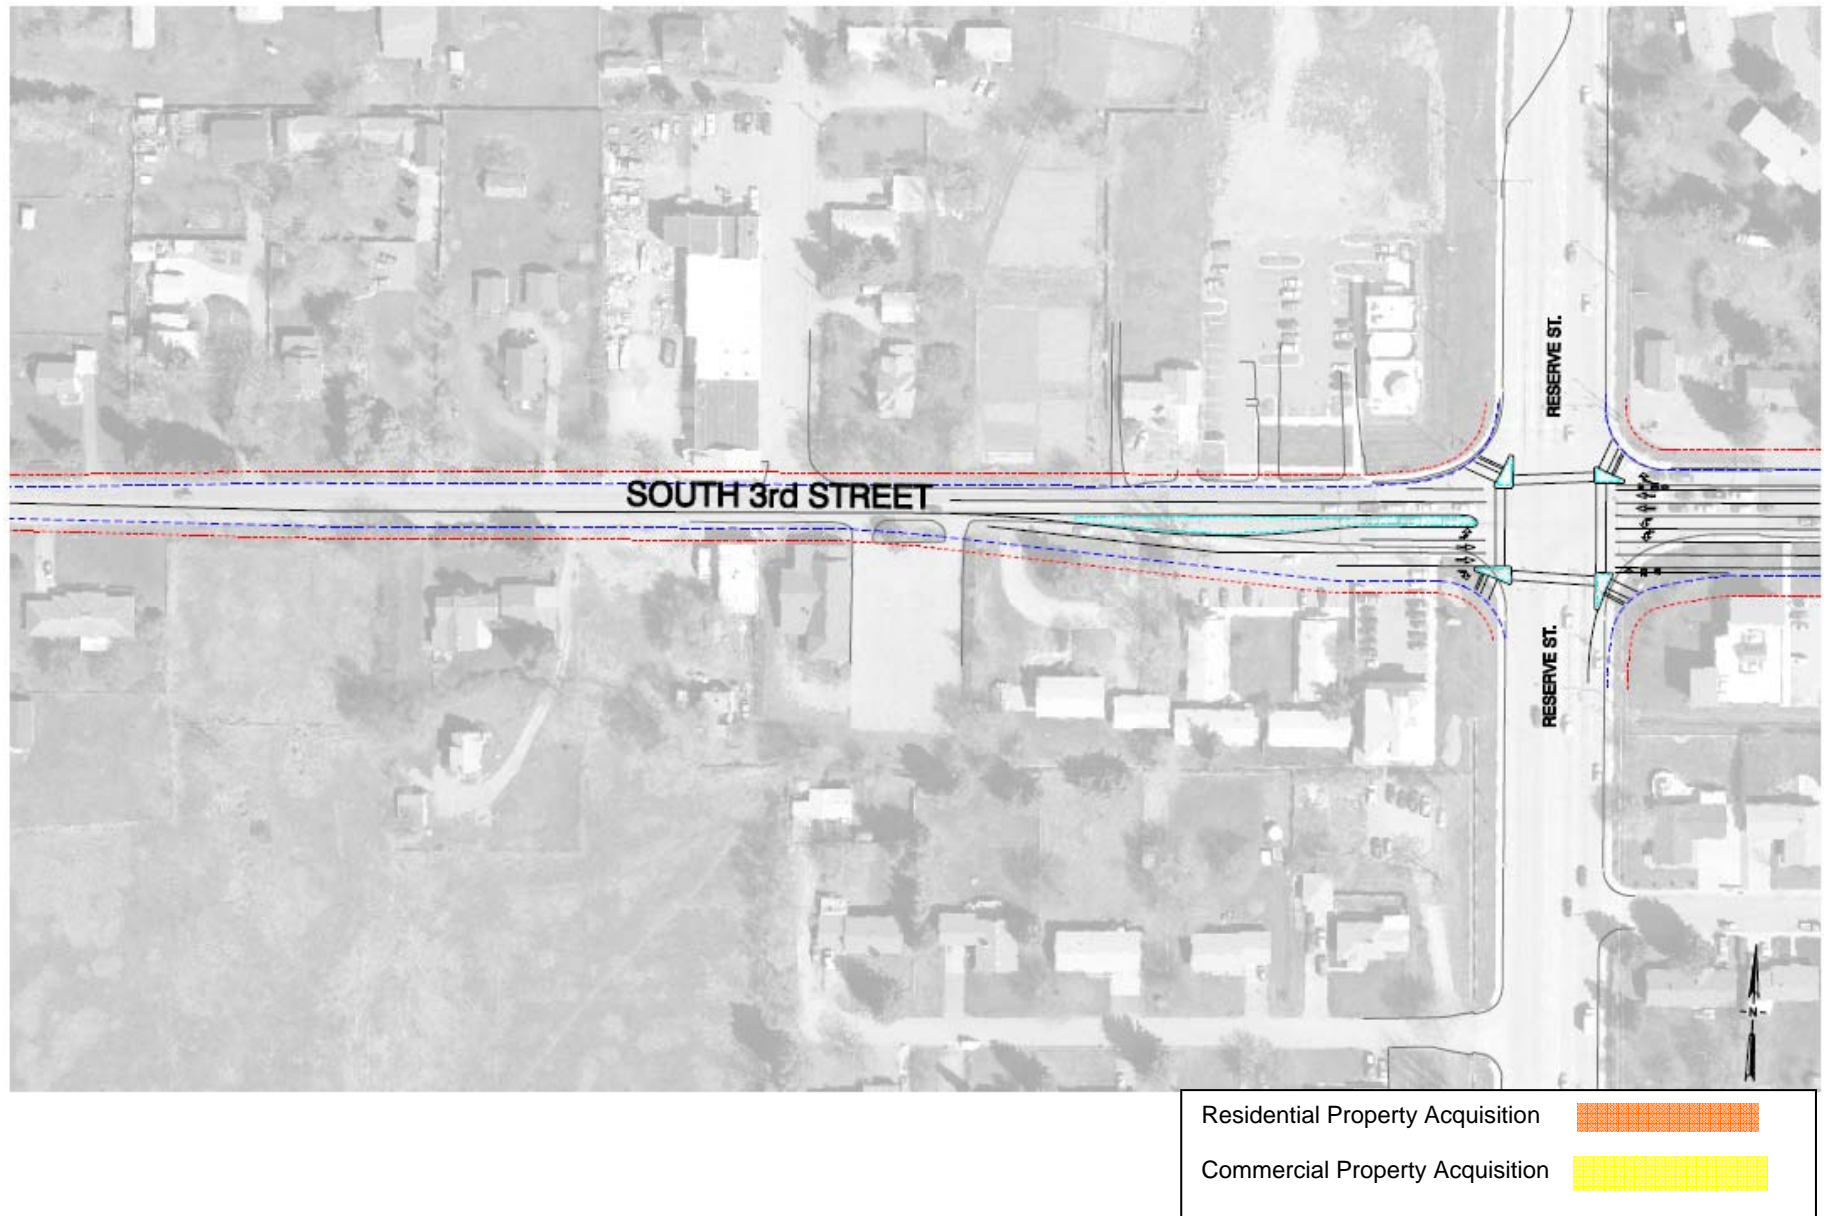 RESERVE ST.
SOUTH 3rd STREET
RESERVE ST.
N
Residential Property Acquisition
Commercial Property Acquisition